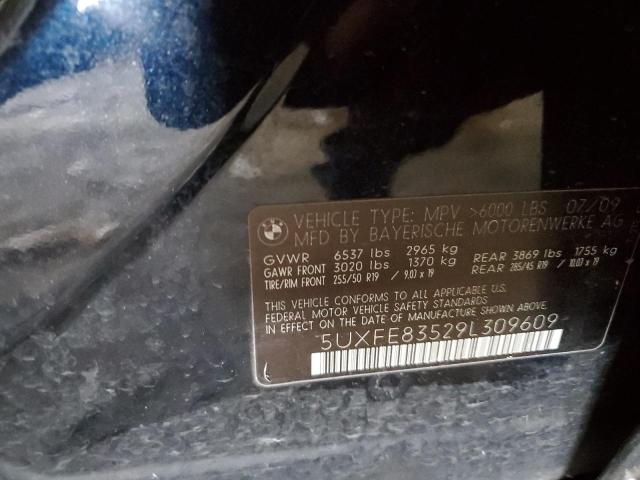 VEHICLE TYPE: MPV >6000 LBS 07/09
MFD BY BAYERISCHE MOTORENWERKE AG
GVWR 6537 lbs 2965 kg
GAWR FRONT 3020 lbs 1370 kg REAR 3869 lbs 1755 kg
TIRE/RIM FRONT 255/50 R19 / 9.0J x 19 REAR 285/45 R19 / 10.0J x 19
THIS VEHICLE CONFORMS TO ALL APPLICABLE U.S.
FEDERAL MOTOR VEHICLE SAFETY STANDARDS
IN EFFECT ON THE DATE OF MANUFACTURE SHOWN ABOVE.
5UXFE83529L309609